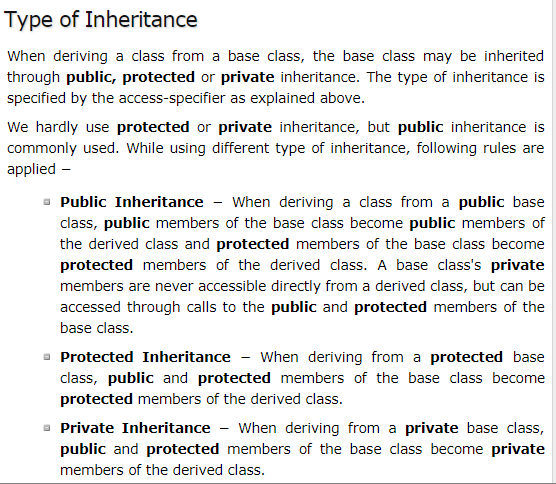 Type of Inheritance
When deriving a class from a base class, the base class may be inherited
through public, protected or private inheritance. The type of inheritance is
specified by the access-specifier as explained above.
We hardly use protected or private inheritance, but public inheritance is
commonly used. While using different type of inheritance, following rules are
applied −
Public Inheritance − When deriving a class from a public base
class, public members of the base class become public members of
the derived class and protected members of the base class become
protected members of the derived class. A base class's private
members are never accessible directly from a derived class, but can be
accessed through calls to the public and protected members of the
base class.
Protected Inheritance − When deriving from a protected base
class, public and protected members of the base class become
protected members of the derived class.
Private Inheritance − When deriving from a private base class,
public and protected members of the base class become private
members of the derived class.